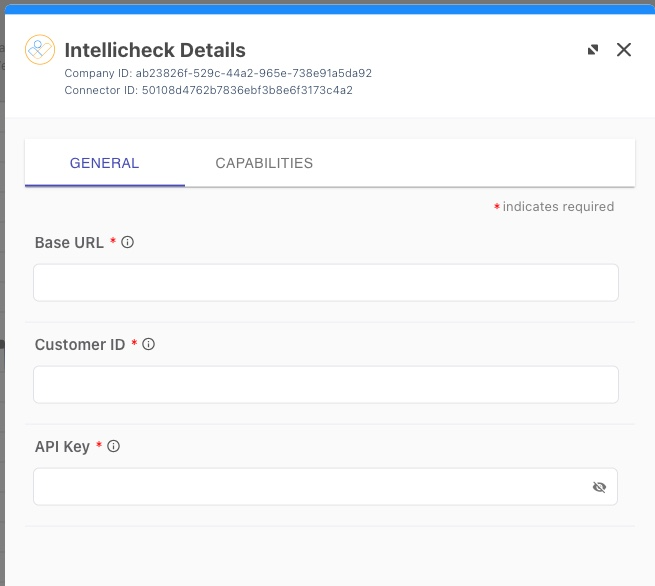 Intellicheck Details
Company ID: ab23826f-529c-44a2-965e-738e91a5da92
Connector ID: 50108d4762b7836ebf3b8e6f3173c4a2
GENERAL CAPABILITIES
* indicates required
Base URL *
Customer ID *
API Key *